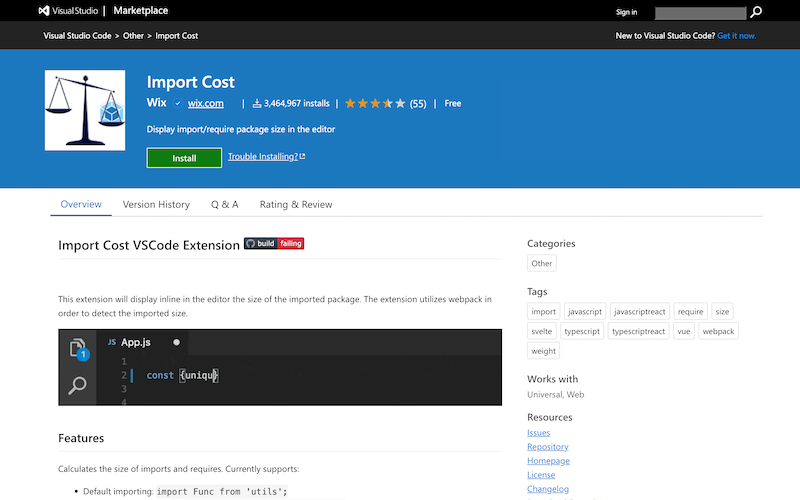 Visual Studio | Marketplace
Sign in
Visual Studio Code > Other > Import Cost
New to Visual Studio Code? Get it now.
Import Cost
Wix wix.com | 3,464,967 installs | (55) | Free
Display import/require package size in the editor
Install Trouble Installing?
Overview Version History Q & A Rating & Review
Import Cost VSCode Extension build failing
This extension will display inline in the editor the size of the imported package. The extension utilizes webpack in
order to detect the imported size.
1
JS App.js
1
2 const {uniqu}
3
4
Features
Calculates the size of imports and requires. Currently supports:
• Default importing: import Func from 'utils';
Categories
Other
Tags
import javascript javascriptreact require size
svelte typescript typescriptreact vue webpack
weight
Works with
Universal, Web
Resources
Issues
Repository
Homepage
License
Changelog